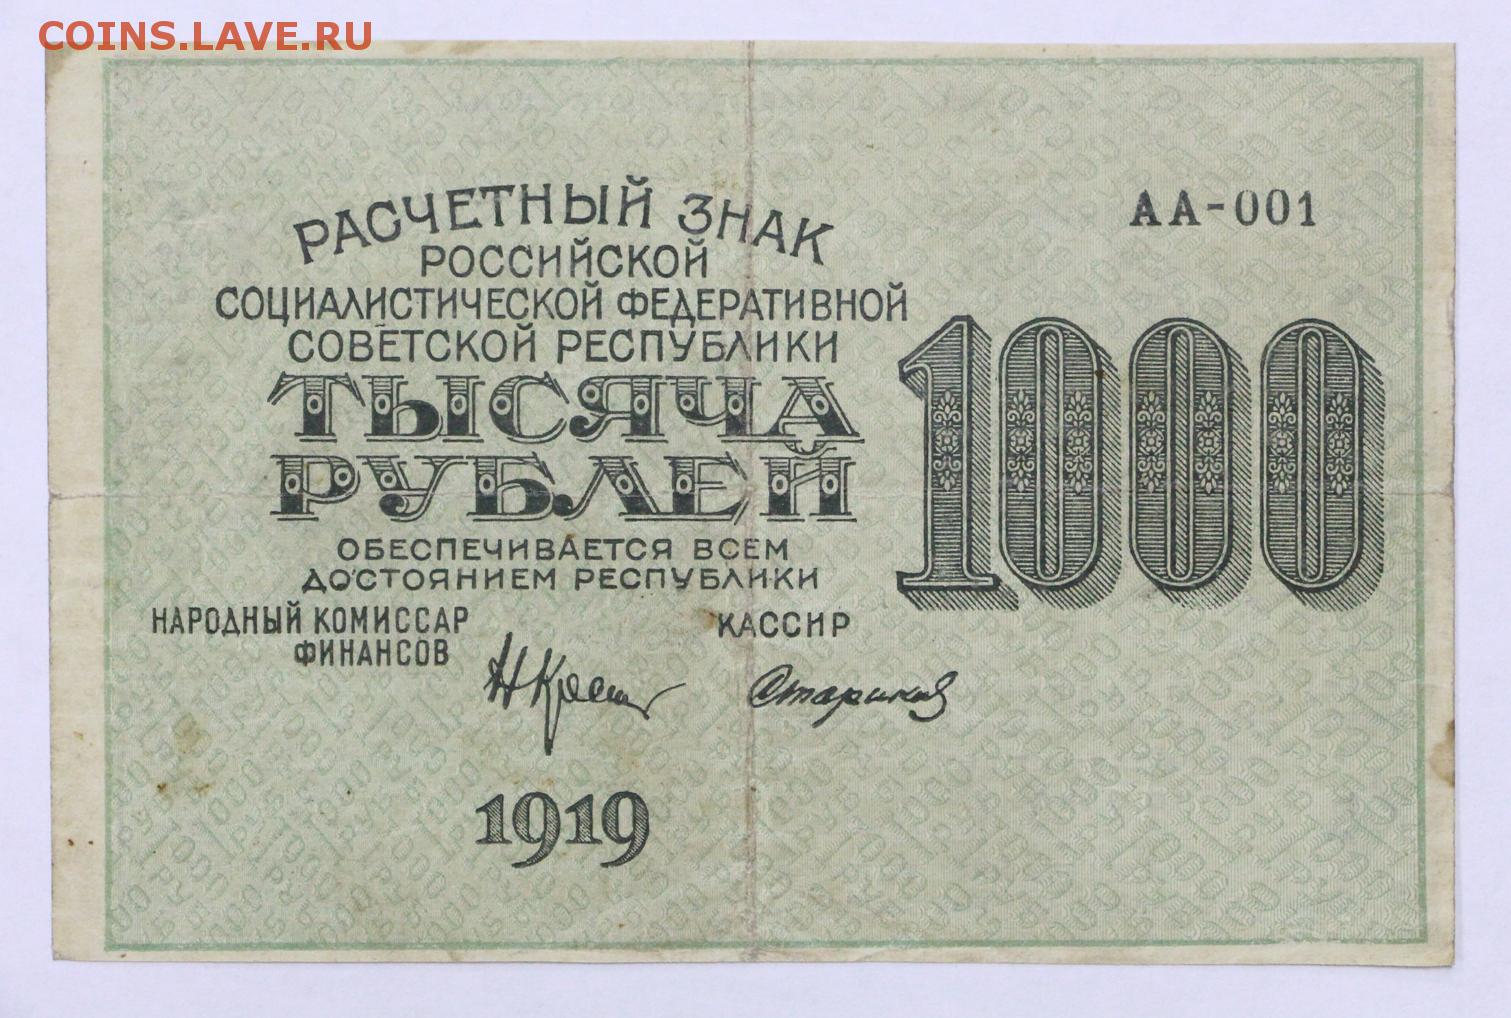 COINS.LAVE.RU
РАСЧЕТНЫЙ ЗНАК
РОССИЙСКОЙ
СОЦИАЛИСТИЧЕСКОЙ ФЕДЕРАТИВНОЙ
СОВЕТСКОЙ РЕСПУБЛИКИ
ТЫСЯЧА
РУБЛЕЙ
ОБЕСПЕЧИВАЕТСЯ ВСЕМ
ДОСТОЯНИЕМ РЕСПУБЛИКИ
НАРОДНЫЙ КОМИССАР
ФИНАНСОВ
КАССИР
Стариков
1919
АА-001
1000